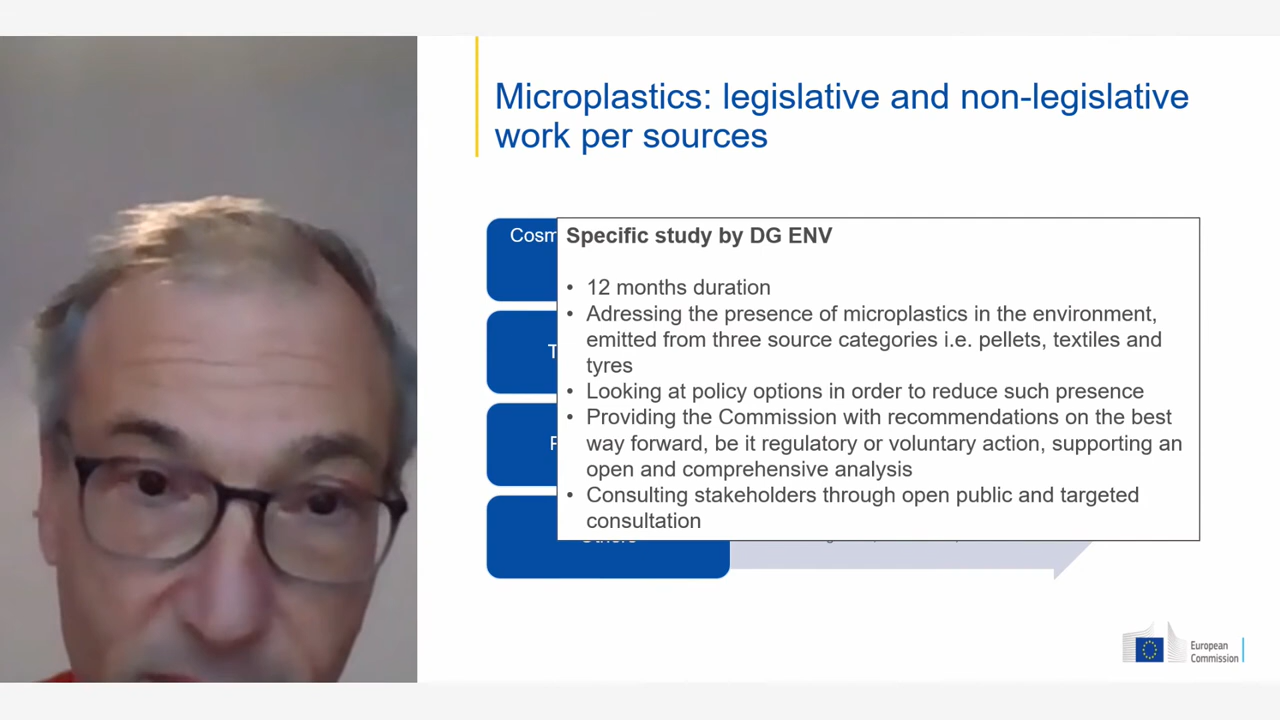 Microplastics: legislative and non-legislative
work per sources
Specific study by DG ENV
• 12 months duration
• Adressing the presence of microplastics in the environment,
emitted from three source categories i.e. pellets, textiles and
tyres
• Looking at policy options in order to reduce such presence
• Providing the Commission with recommendations on the best
way forward, be it regulatory or voluntary action, supporting an
open and comprehensive analysis
• Consulting stakeholders through open public and targeted
consultation
European
Commission